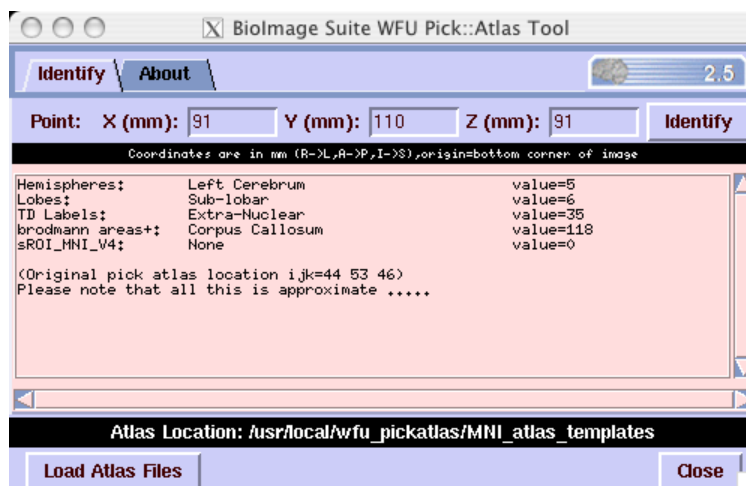 BioImage Suite WFU Pick::Atlas Tool
Identify About 2.5
Point: X (mm): 91 Y (mm): 110 Z (mm): 91 Identify
Coordinates are in mm (R->L,A->P,I->S),origin=bottom corner of image
Hemispheres: Left Cerebrum value=5
Lobes: Sub-lobar value=6
TD Labels: Extra-Nuclear value=35
brodmann areas+: Corpus Callosum value=118
sROI_MNI_V4: None value=0
(Original pick atlas location ijk=44 53 46)
Please note that all this is approximate .....
Atlas Location: /usr/local/wfu_pickatlas/MNI_atlas_templates
Load Atlas Files Close